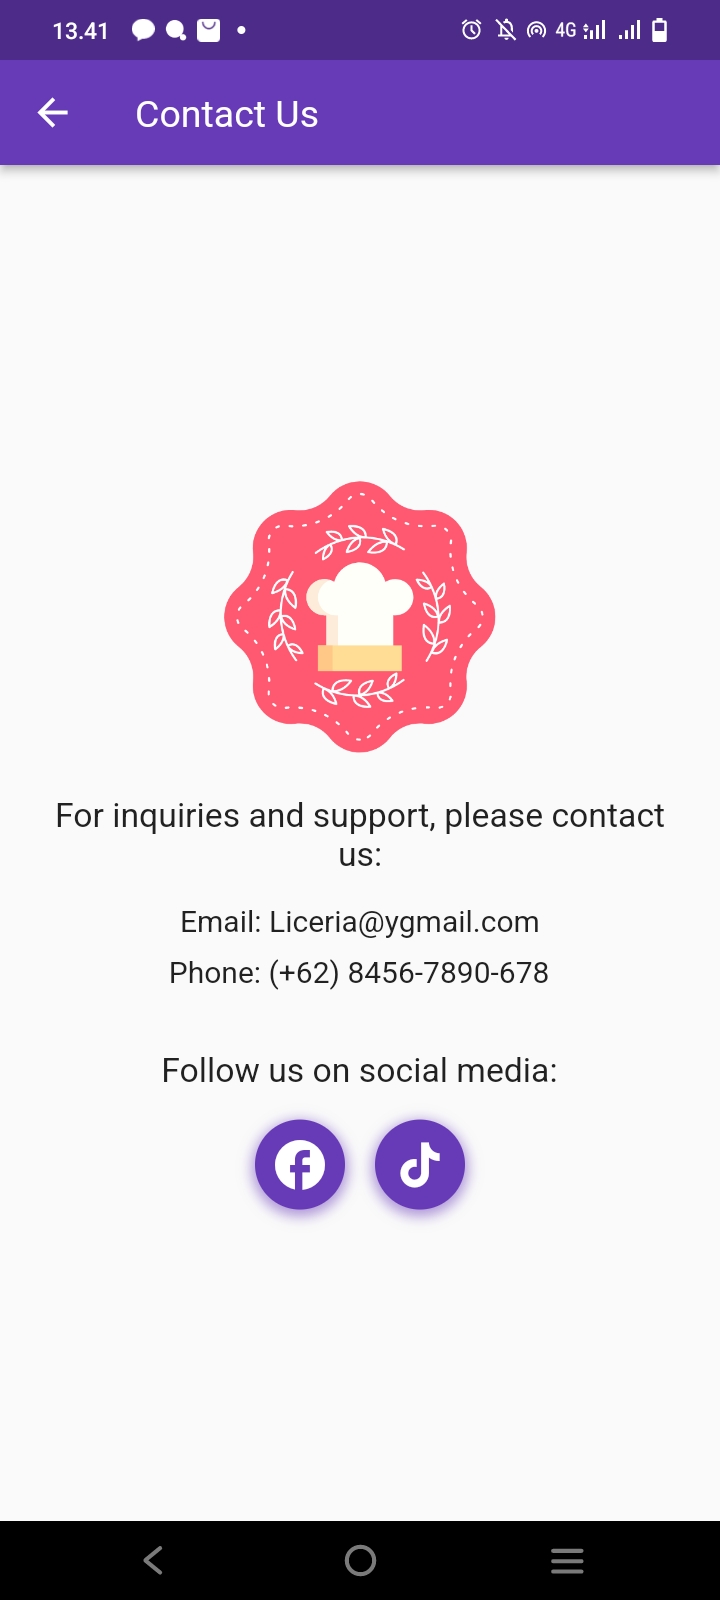 13.41
4G
Contact Us
For inquiries and support, please contact
us:
Email: Liceria@ygmail.com
Phone: (+62) 8456-7890-678
Follow us on social media: